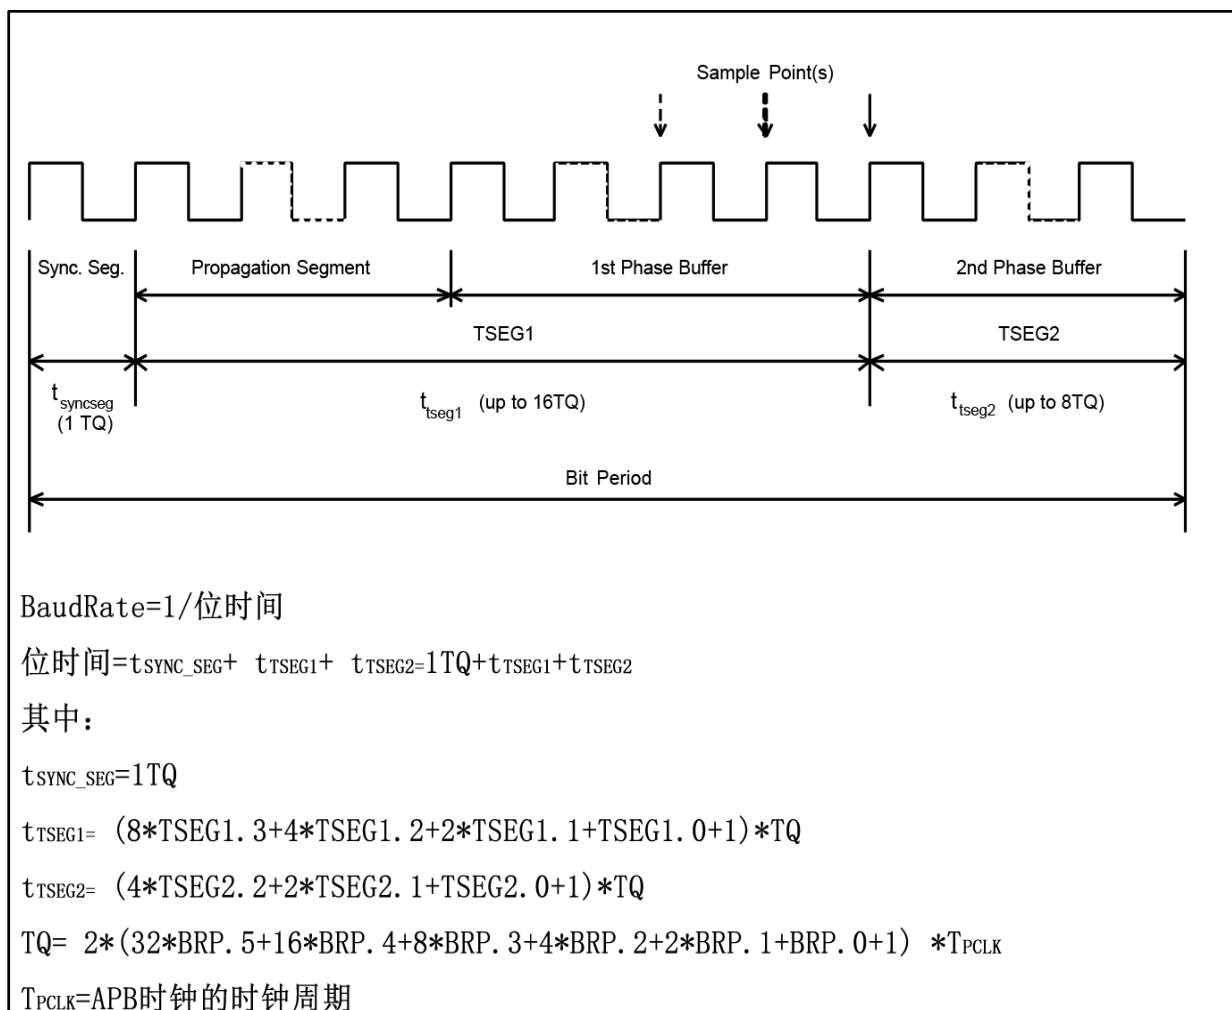 Sample Point(s)
Sync. Seg.
Propagation Segment
1st Phase Buffer
2nd Phase Buffer
TSEG1
TSEG2
tsyncseg
(1 TQ)
ttseg1 (up to 16TQ)
ttseg2 (up to 8TQ)
Bit Period
BaudRate=1/位时间
位时间=tSYNC_SEG+ tTSEG1+ tTSEG2=1TQ+tTSEG1+tTSEG2
其中：
tSYNC_SEG=1TQ
tTSEG1= (8*TSEG1.3+4*TSEG1.2+2*TSEG1.1+TSEG1.0+1)*TQ
tTSEG2= (4*TSEG2.2+2*TSEG2.1+TSEG2.0+1)*TQ
TQ= 2*(32*BRP.5+16*BRP.4+8*BRP.3+4*BRP.2+2*BRP.1+BRP.0+1) *TPCLK
TPCLK=APB时钟的时钟周期